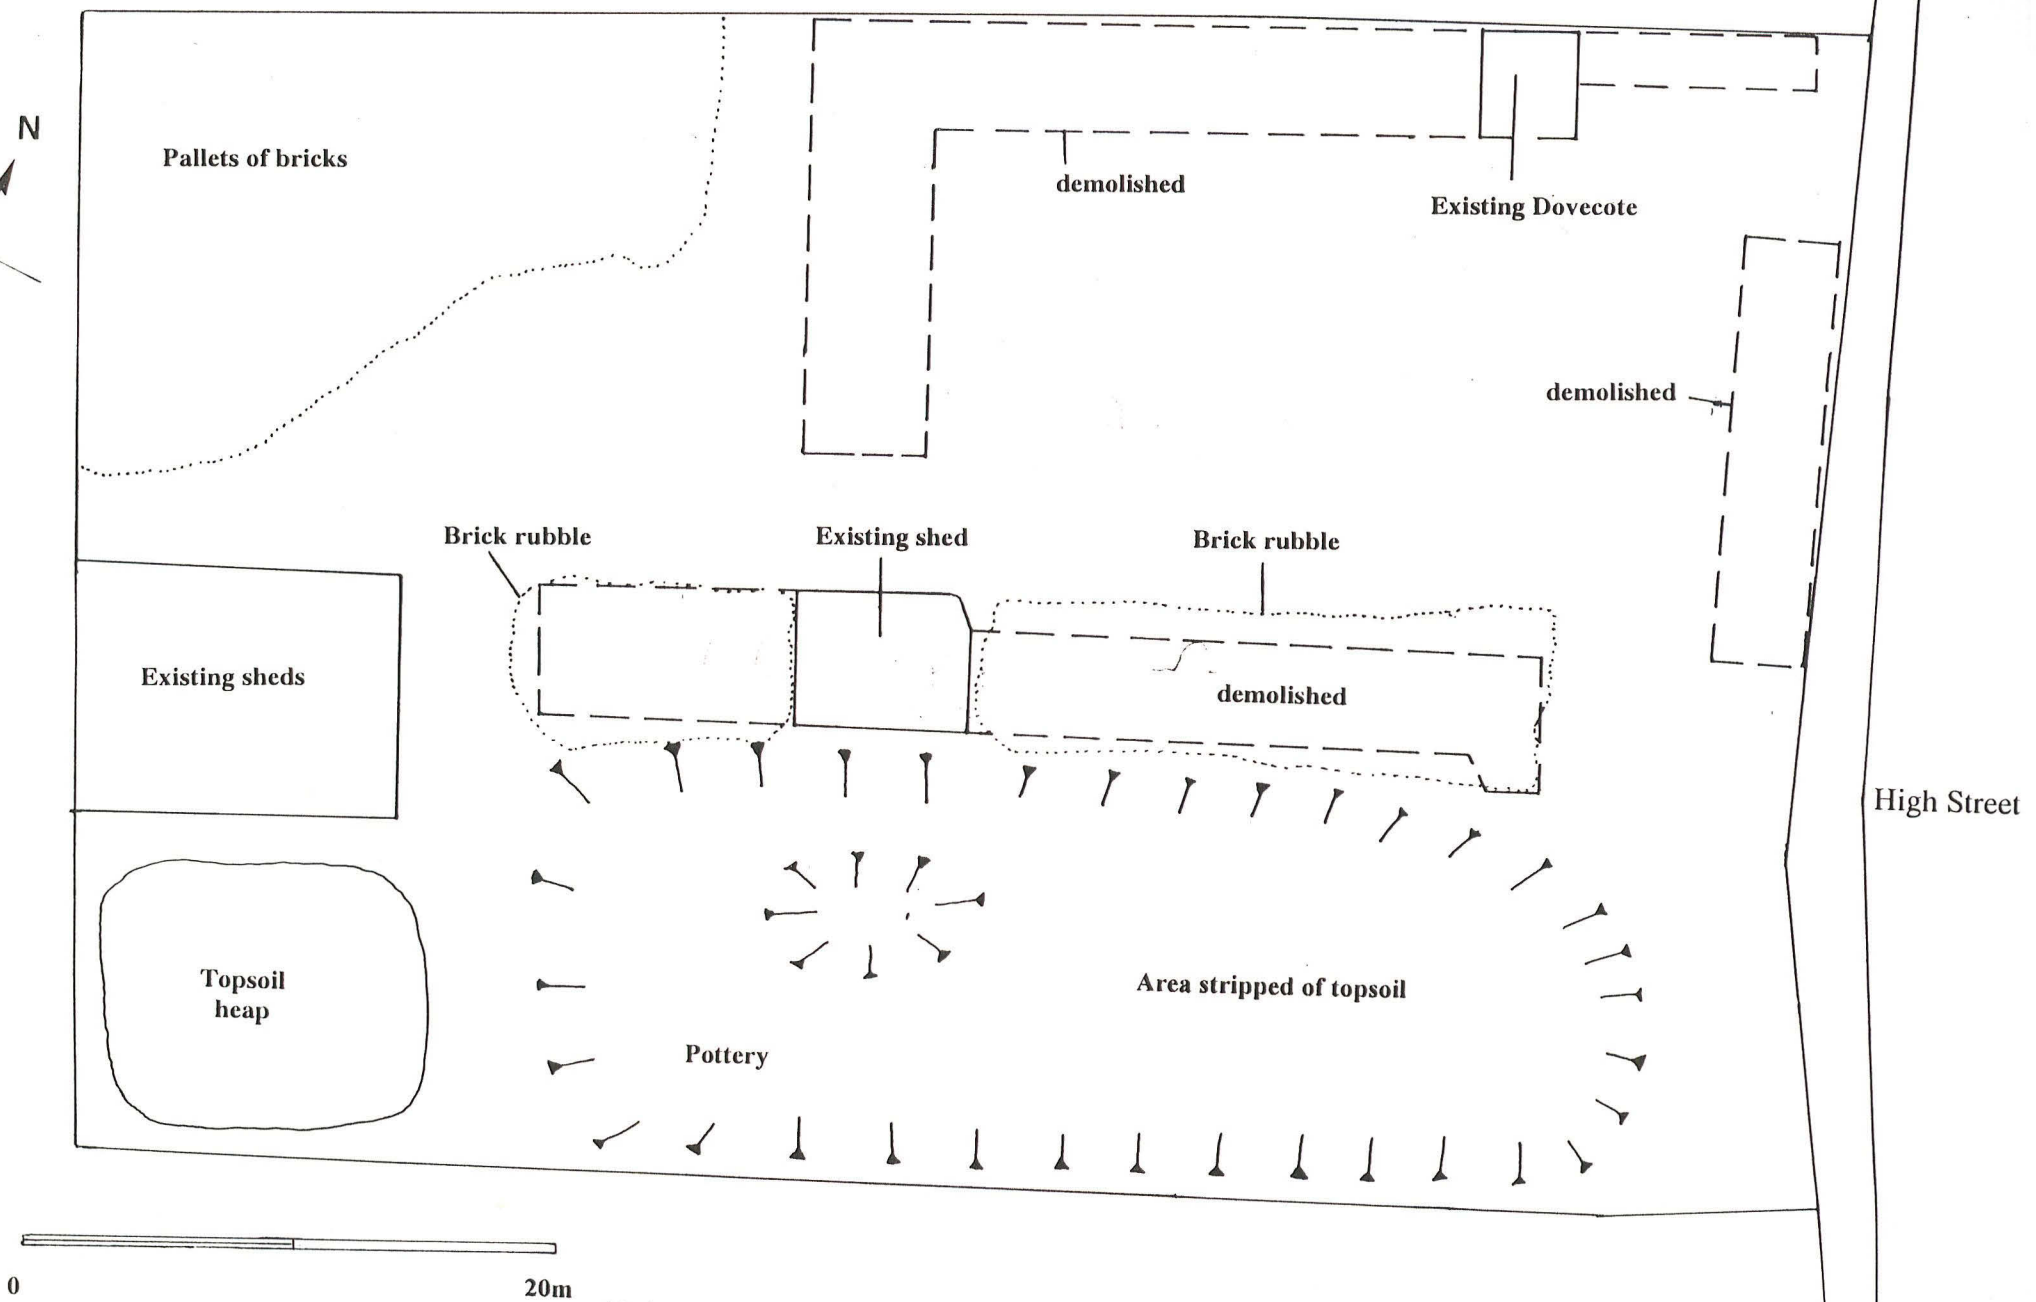 N
Pallets of bricks
demolished
Existing Dovecote
demolished
Brick rubble
Existing shed
Brick rubble
Existing sheds
demolished
High Street
Topsoil
heap
Area stripped of topsoil
Pottery
0
20m